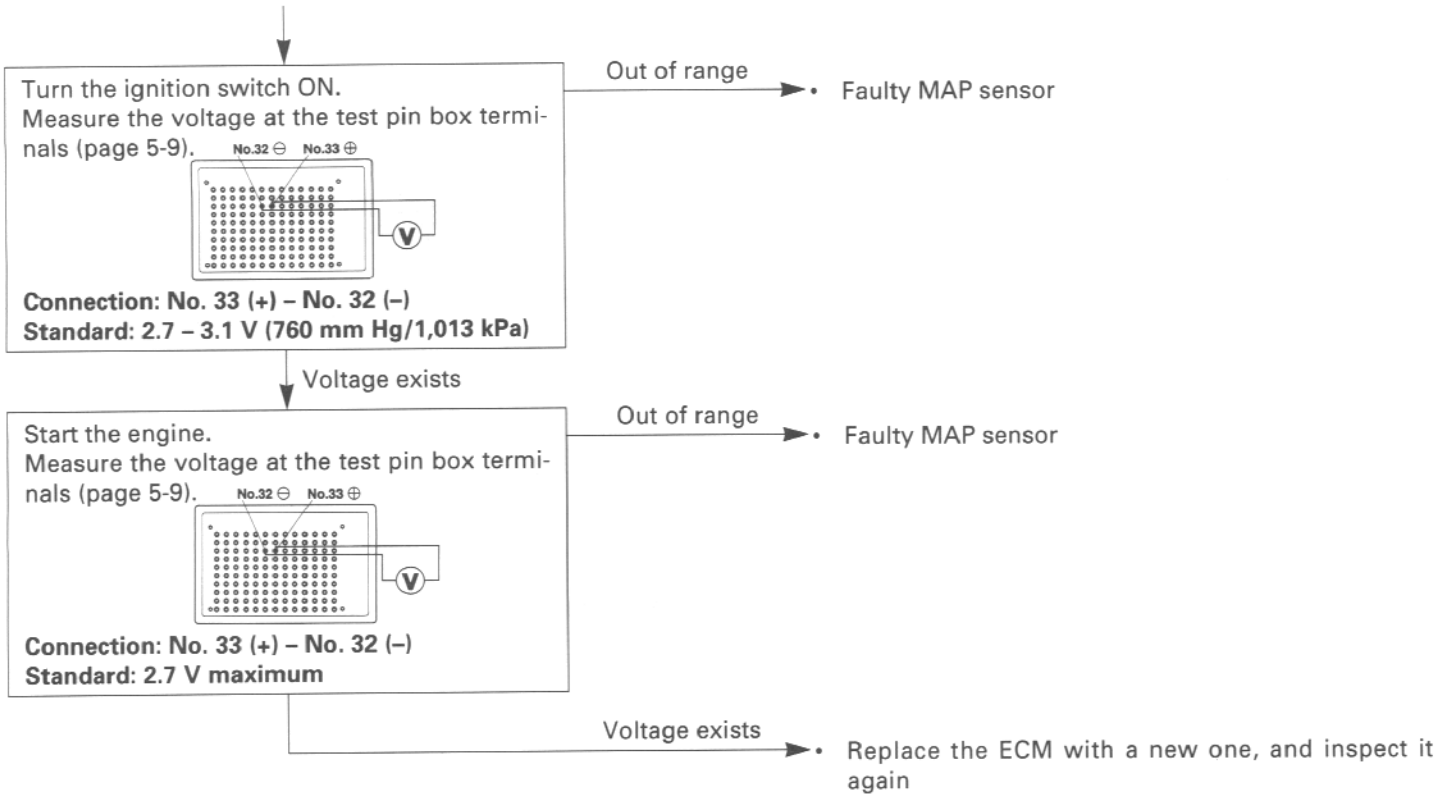 Turn the ignition switch ON.
Measure the voltage at the test pin box termi-
nals (page 5-9).
No.32 ⊖ No.33 ⊕
V
Connection: No. 33 (+) – No. 32 (–)
Standard: 2.7 – 3.1 V (760 mm Hg/1,013 kPa)
Out of range
• Faulty MAP sensor
Voltage exists
Start the engine.
Measure the voltage at the test pin box termi-
nals (page 5-9).
No.32 ⊖ No.33 ⊕
V
Connection: No. 33 (+) – No. 32 (–)
Standard: 2.7 V maximum
Out of range
• Faulty MAP sensor
Voltage exists
• Replace the ECM with a new one, and inspect it
again